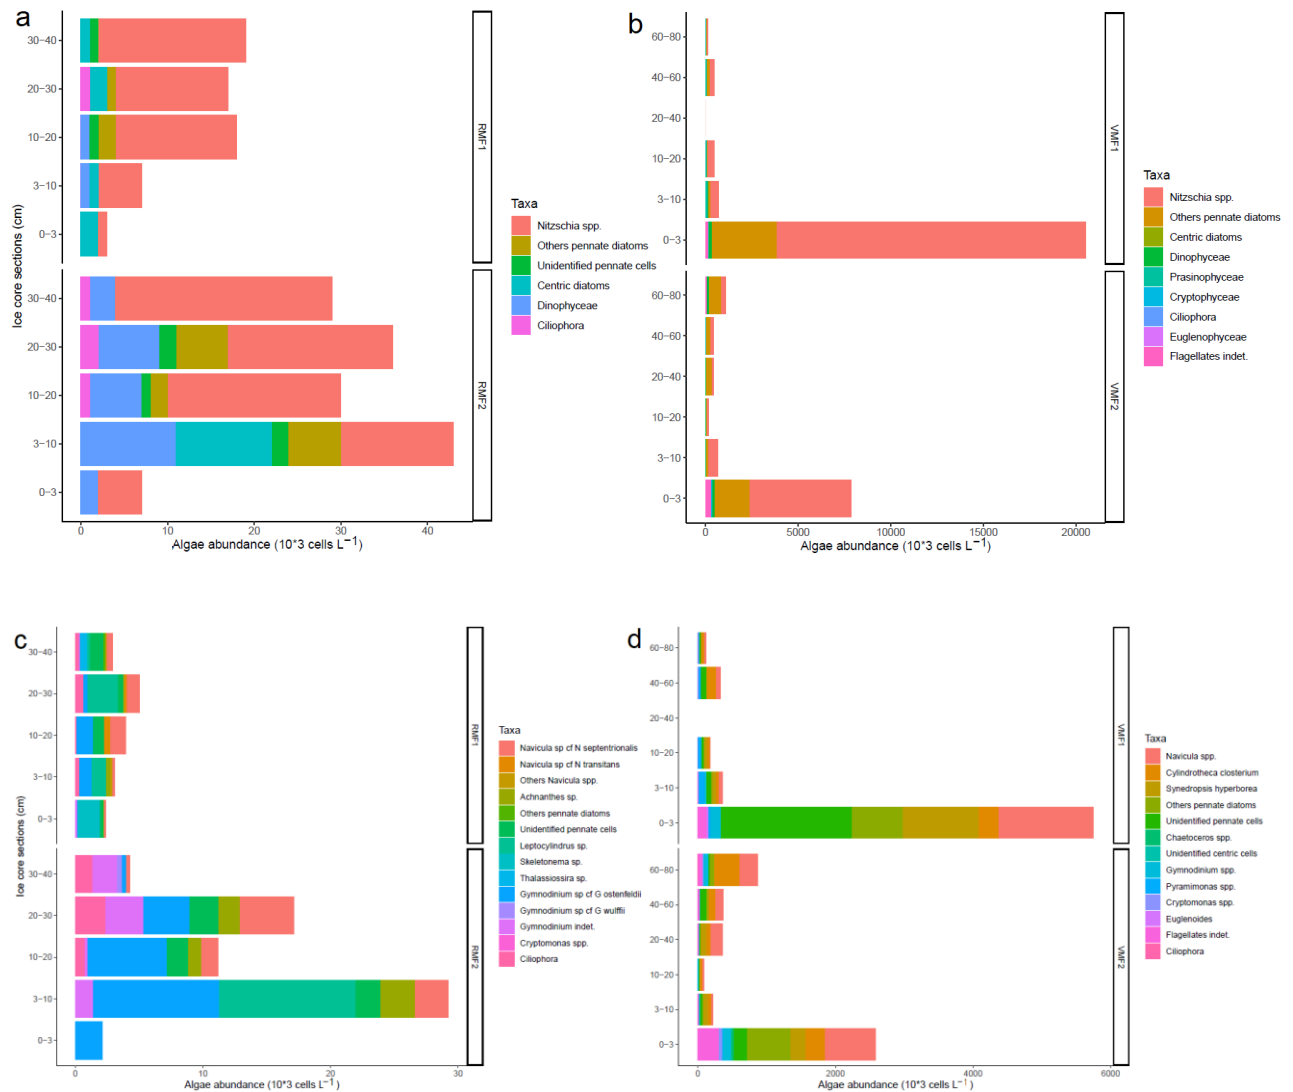 a
Ice core sections (cm)
30−40
20−30
10−20
3−10
0−3
RMF1
30−40
20−30
10−20
3−10
0−3
RMF2
0
10
20
30
40
Algae abundance (10*3 cells L−1)
Taxa
Nitzschia spp.
Others pennate diatoms
Unidentified pennate cells
Centric diatoms
Dinophyceae
Ciliophora
b
60−80
40−60
20−40
10−20
3−10
0−3
VMF1
60−80
40−60
20−40
10−20
3−10
0−3
VMF2
0
5000
10000
15000
20000
Algae abundance (10*3 cells L−1)
Taxa
Nitzschia spp.
Others pennate diatoms
Centric diatoms
Dinophyceae
Prasinophyceae
Cryptophyceae
Ciliophora
Euglenophyceae
Flagellates indet.
c
Ice core sections (cm)
30−40
20−30
10−20
3−10
0−3
RMF1
30−40
20−30
10−20
3−10
0−3
RMF2
0
10
20
30
Algae abundance (10*3 cells L−1)
Taxa
Navicula sp cf N septentrionalis
Navicula sp cf N transitans
Others Navicula spp.
Achnanthes sp.
Others pennate diatoms
Unidentified pennate cells
Leptocylindrus sp.
Skeletonema sp.
Thalassiossira sp.
Gymnodinium sp cf G ostenfeldii
Gymnodinium sp cf G wulffii
Gymnodinium indet.
Cryptomonas spp.
Ciliophora
d
60−80
40−60
20−40
10−20
3−10
0−3
VMF1
60−80
40−60
20−40
10−20
3−10
0−3
VMF2
0
2000
4000
6000
Algae abundance (10*3 cells L−1)
Taxa
Navicula spp.
Cylindrotheca closterium
Synedropsis hyperborea
Others pennate diatoms
Unidentified pennate cells
Chaetoceros spp.
Unidentified centric cells
Gymnodinium spp.
Pyramimonas spp.
Cryptomonas spp.
Euglenoides
Flagellates indet.
Ciliophora